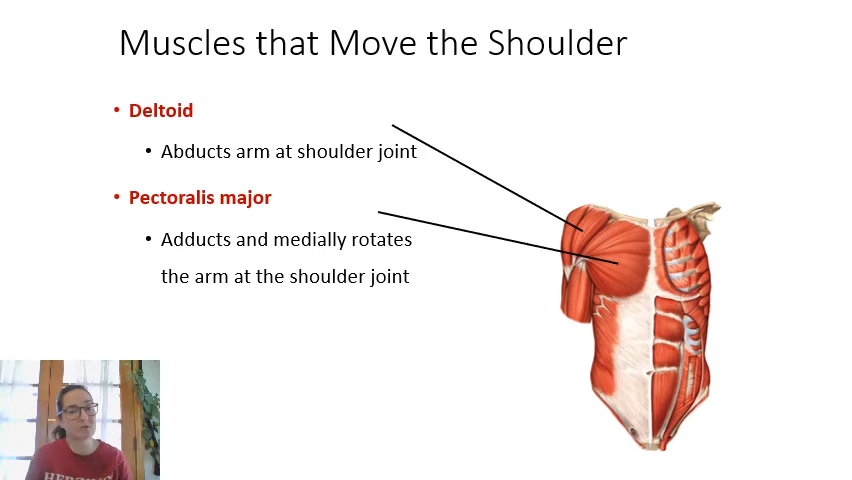 Muscles that Move the Shoulder
• Deltoid
• Abducts arm at shoulder joint
• Pectoralis major
• Adducts and medially rotates
the arm at the shoulder joint